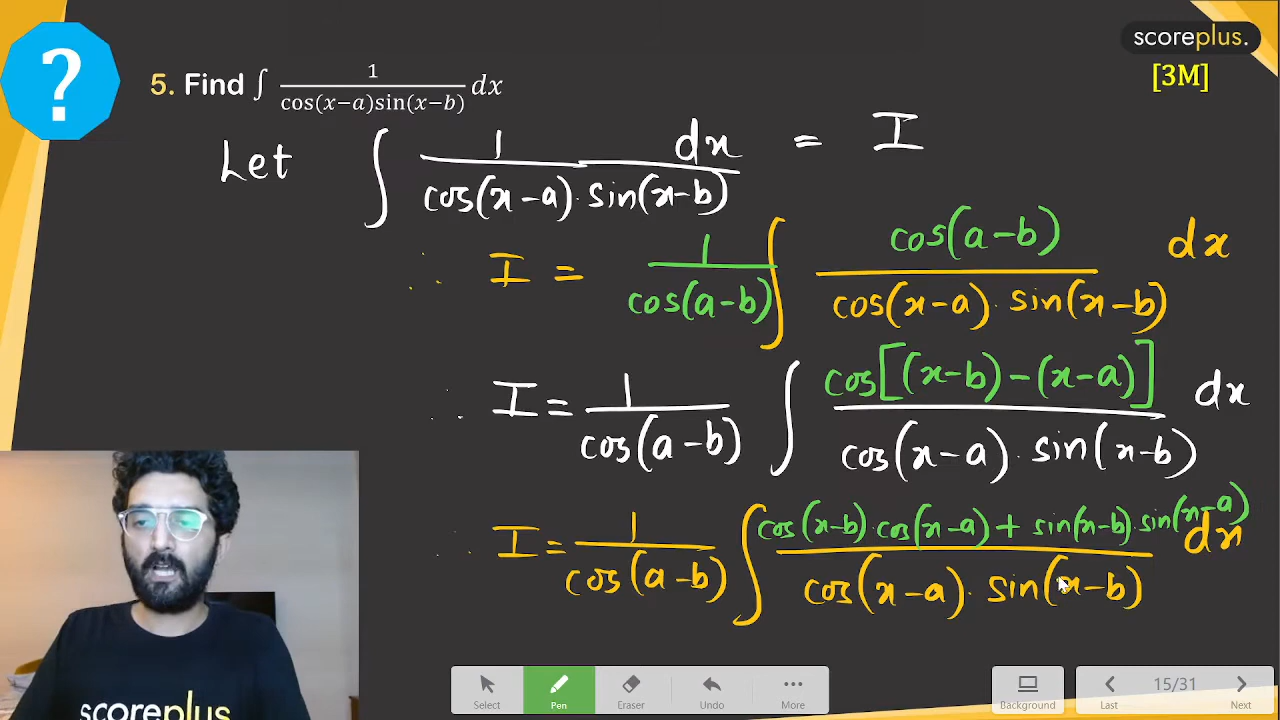 ?
scoreplus.
[3M]
5. Find ∫ 1/(cos(x−a)sin(x−b)) dx
Let ∫ 1/(cos(x−a)·sin(x−b)) dx = I
∴ I = 1/cos(a−b) ∫ cos(a−b)/(cos(x−a)·sin(x−b)) dx
∴ I = 1/cos(a−b) ∫ cos[(x−b)−(x−a)]/(cos(x−a)·sin(x−b)) dx
∴ I = 1/cos(a−b) ∫ (cos(x−b)·cos(x−a)+sin(x−b)·sin(x−a))/(cos(x−a)·sin(x−b)) dx
scoreplus
Select Pen Eraser Undo More Background Last 15/31 Next